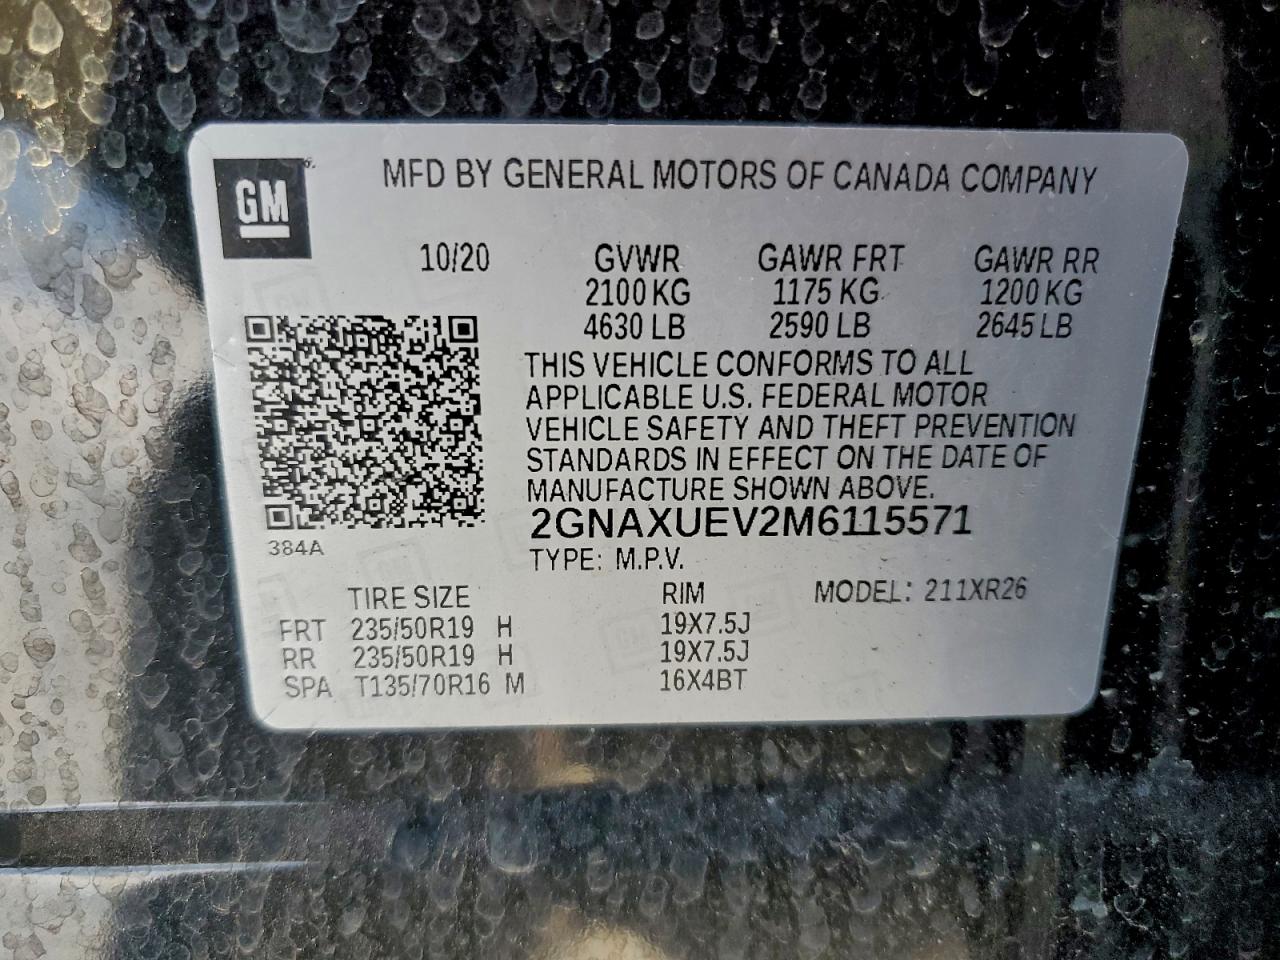 GM
MFD BY GENERAL MOTORS OF CANADA COMPANY
10/20 GVWR GAWR FRT GAWR RR
2100 KG 1175 KG 1200 KG
4630 LB 2590 LB 2645 LB
THIS VEHICLE CONFORMS TO ALL
APPLICABLE U.S. FEDERAL MOTOR
VEHICLE SAFETY AND THEFT PREVENTION
STANDARDS IN EFFECT ON THE DATE OF
MANUFACTURE SHOWN ABOVE.
2GNAXUEV2M6115571
384A
TYPE: M.P.V.
TIRE SIZE RIM MODEL: 211XR26
FRT 235/50R19 H 19X7.5J
RR 235/50R19 H 19X7.5J
SPA T135/70R16 M 16X4BT